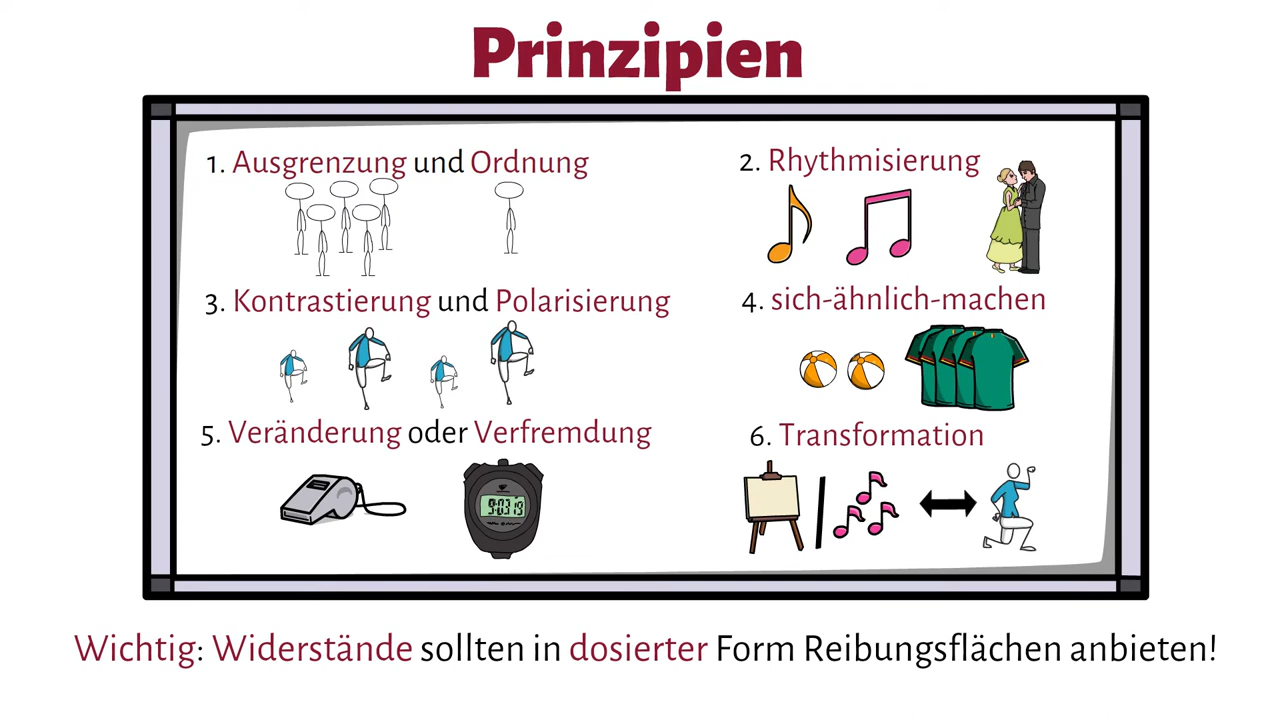 Prinzipien
1. Ausgrenzung und Ordnung
2. Rhythmisierung
3. Kontrastierung und Polarisierung
4. sich-ähnlich-machen
5. Veränderung oder Verfremdung
6. Transformation
Wichtig: Widerstände sollten in dosierter Form Reibungsflächen anbieten!